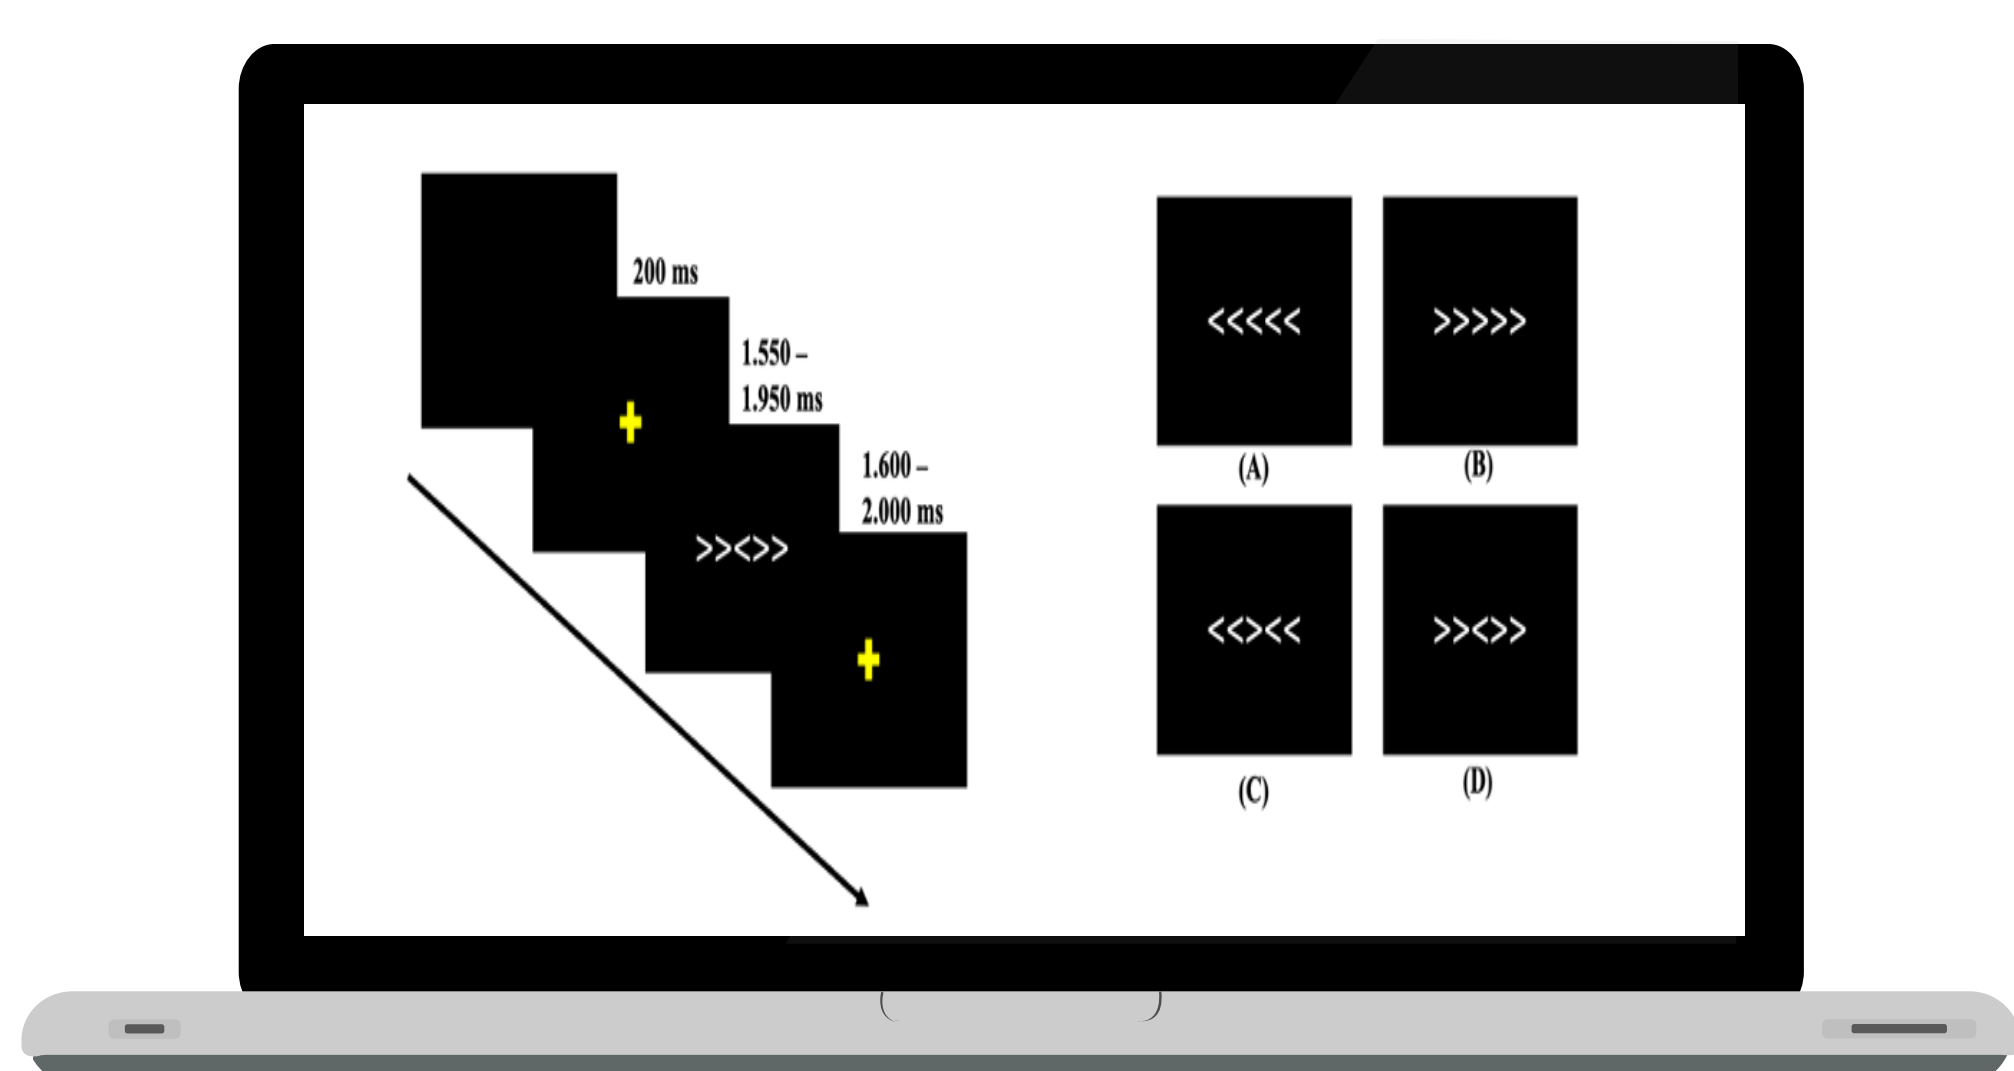 200 ms
1.550 –
1.950 ms
1.600 –
2.000 ms
>><>>
<<<<<
>>>>>
(A)
(B)
<<><<
>><>>
(C)
(D)